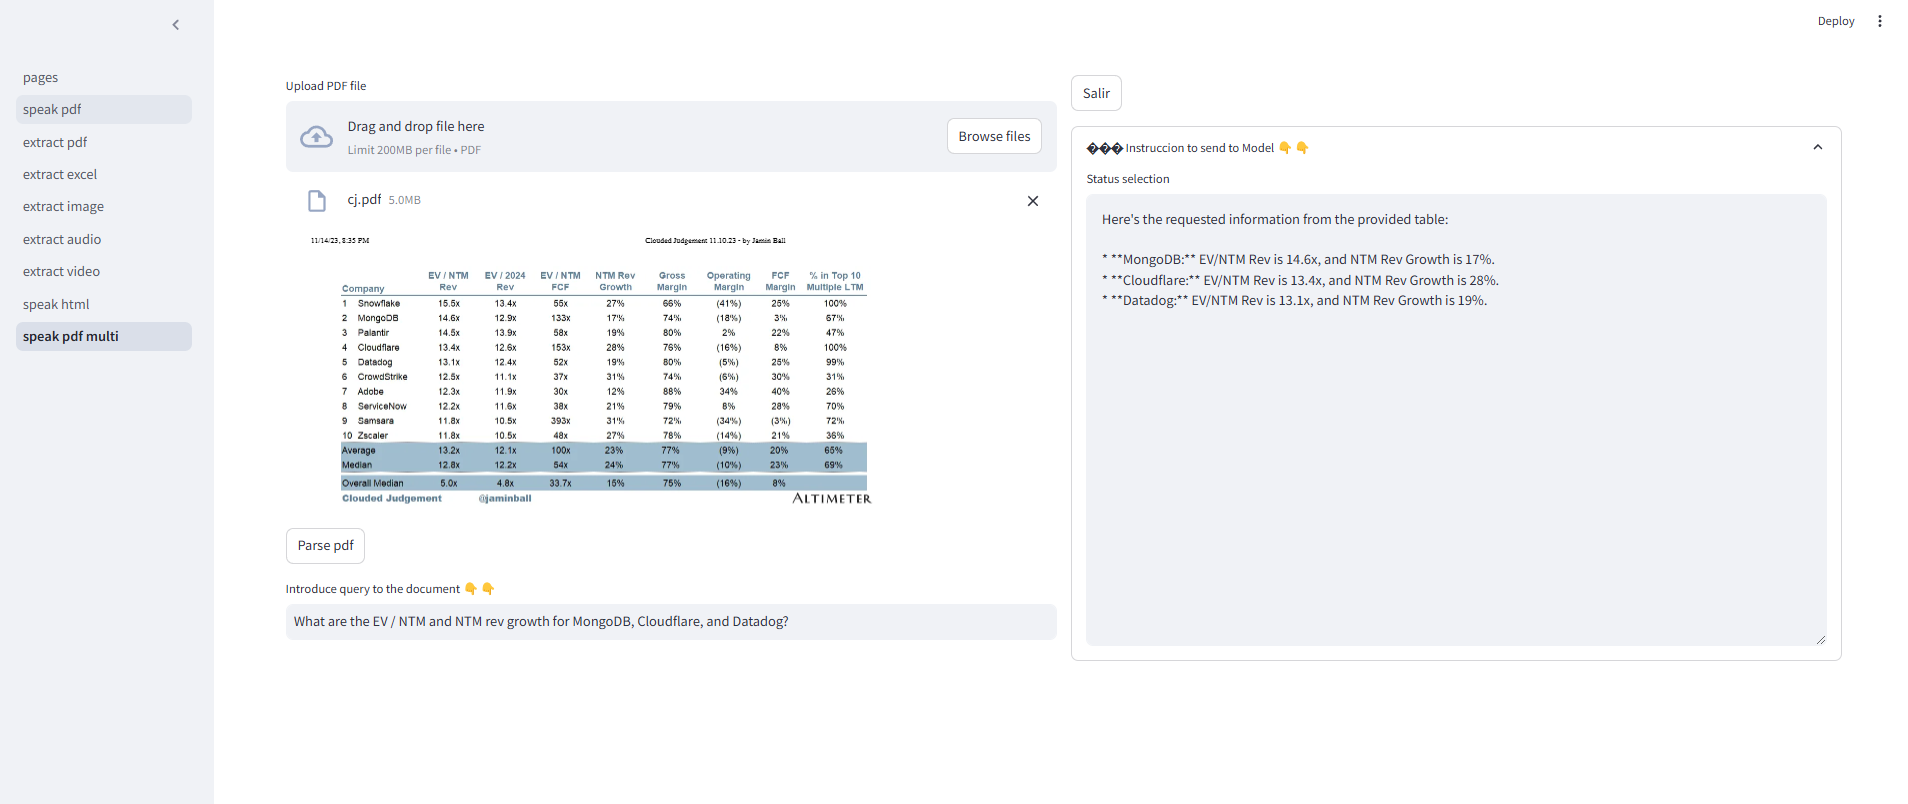 Deploy
pages
speak pdf
extract pdf
extract excel
extract image
extract audio
extract video
speak html
speak pdf multi
Upload PDF file
Drag and drop file here
Limit 200MB per file • PDF
Browse files
cj.pdf 5.0MB
11/14/23, 8:35 PM Clouded Judgement 11.10.23 - by Jamin Ball
Company EV / NTM Rev EV / 2024 Rev EV / NTM FCF NTM Rev Growth Gross Margin Operating Margin FCF Margin % in Top 10 Multiple LTM
1 Snowflake 15.5x 13.4x 55x 27% 66% (41%) 25% 100%
2 MongoDB 14.6x 12.9x 133x 17% 74% (18%) 3% 57%
3 Palantir 14.5x 13.9x 58x 19% 80% 2% 22% 47%
4 Cloudflare 13.4x 12.6x 153x 28% 76% (16%) 8% 100%
5 Datadog 13.1x 12.4x 52x 19% 80% (5%) 25% 99%
6 CrowdStrike 12.5x 11.1x 37x 31% 74% (6%) 30% 31%
7 Adobe 12.3x 11.9x 30x 12% 88% 34% 40% 26%
8 ServiceNow 12.2x 11.6x 38x 21% 79% 8% 28% 70%
9 Samsara 11.8x 10.5x 393x 31% 72% (34%) (3%) 72%
10 Zscaler 11.8x 10.5x 48x 27% 78% (14%) 21% 36%
Average 13.2x 12.1x 100x 23% 77% (9%) 20% 65%
Median 12.8x 12.2x 54x 24% 77% (10%) 23% 69%
Overall Median 5.0x 4.8x 33.7x 15% 75% (16%) 8%
Clouded Judgement @jaminball ALTIMETER
Parse pdf
Introduce query to the document 👇 👇
What are the EV / NTM and NTM rev growth for MongoDB, Cloudflare, and Datadog?
Salir
��� Instruccion to send to Model 👇 👇
Status selection
Here's the requested information from the provided table:
* **MongoDB:** EV/NTM Rev is 14.6x, and NTM Rev Growth is 17%.
* **Cloudflare:** EV/NTM Rev is 13.4x, and NTM Rev Growth is 28%.
* **Datadog:** EV/NTM Rev is 13.1x, and NTM Rev Growth is 19%.